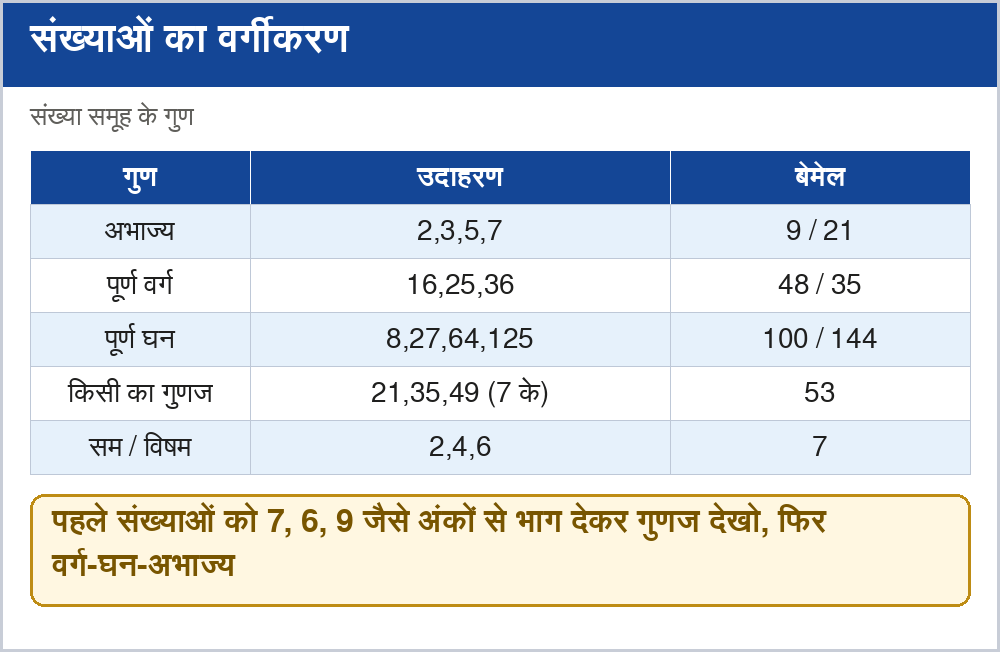 संख्याओं का वर्गीकरण
संख्या समूह के गुण
गुण उदाहरण बेमेल
अभाज्य 2,3,5,7 9 / 21
पूर्ण वर्ग 16,25,36 48 / 35
पूर्ण घन 8,27,64,125 100 / 144
किसी का गुणज 21,35,49 (7 के) 53
सम / विषम 2,4,6 7
पहले संख्याओं को 7, 6, 9 जैसे अंकों से भाग देकर गुणज देखो, फिर
वर्ग-घन-अभाज्य